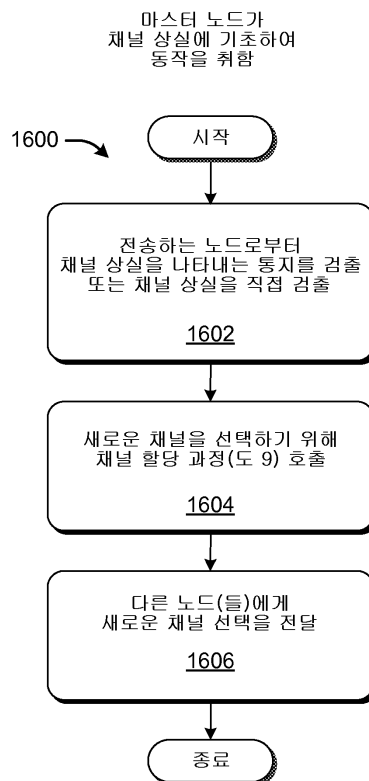 마스터 노드가
채널 상실에 기초하여
동작을 취함
1600
시작
전송하는 노드로부터
채널 상실을 나타내는 통지를 검출
또는 채널 상실을 직접 검출
1602
새로운 채널을 선택하기 위해
채널 할당 과정(도 9) 호출
1604
다른 노드(들)에게
새로운 채널 선택을 전달
1606
종료